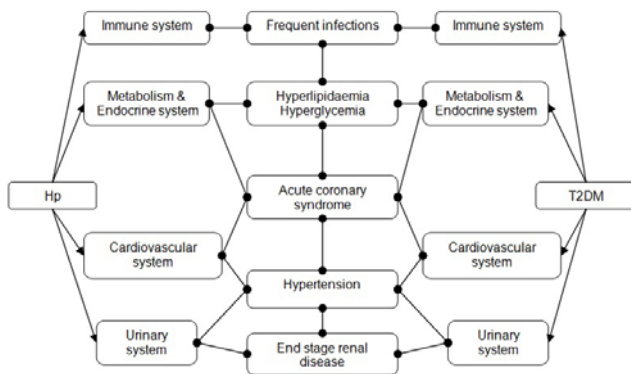 Immune system
Frequent infections
Immune system
Metabolism &
Endocrine system
Hyperlipidaemia
Hyperglycemia
Metabolism &
Endocrine system
Hp
Acute coronary
syndrome
T2DM
Cardiovascular
system
Cardiovascular
system
Hypertension
Urinary
system
End stage renal
disease
Urinary
system